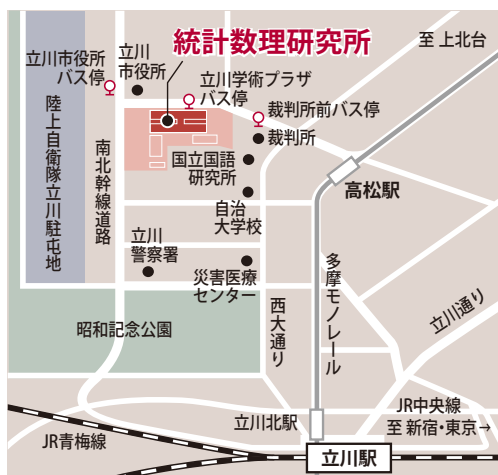 統計数理研究所
至 上北台
立川市役所
バス停
立川
市役所
立川学術プラザ
バス停
裁判所前バス停
裁判所
陸上自衛隊立川駐屯地
南北幹線道路
国立国語
研究所
高松駅
自治
大学校
立川
警察署
災害医療
センター
西大通り
多摩モノレール
立川通り
昭和記念公園
立川北駅
JR中央線
至 新宿・東京→
JR青梅線
立川駅